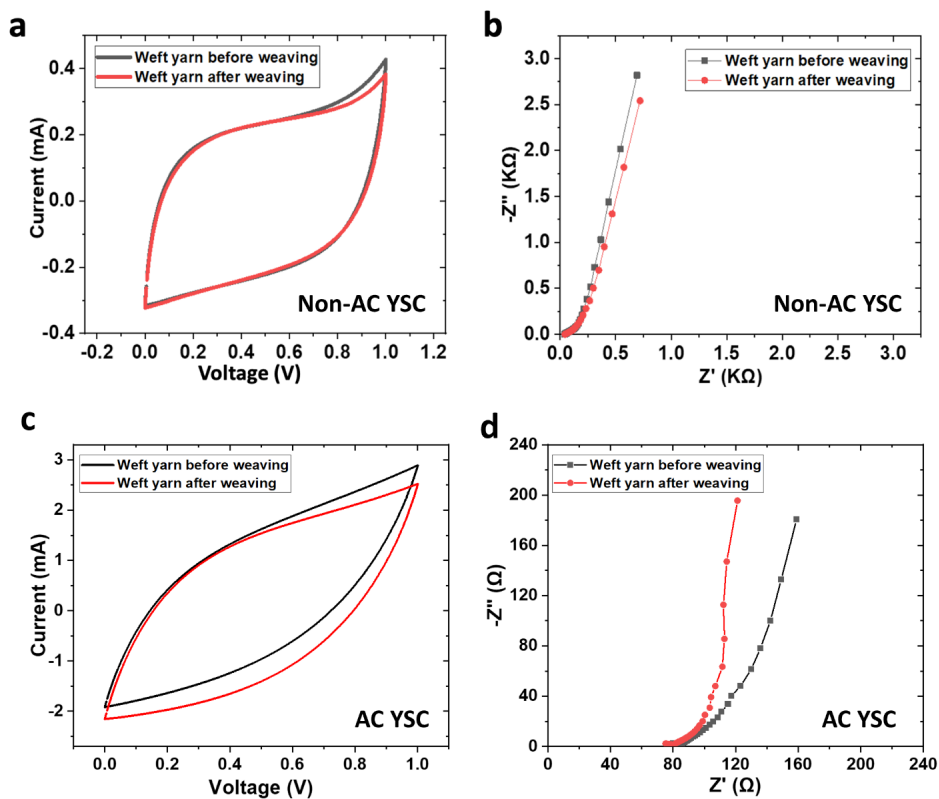 a
Weft yarn before weaving
Weft yarn after weaving
Current (mA)
0.4
0.2
0.0
-0.2
-0.4
Non-AC YSC
-0.2 0.0 0.2 0.4 0.6 0.8 1.0 1.2
Voltage (V)
b
Weft yarn before weaving
Weft yarn after weaving
-Z'' (KΩ)
3.0
2.5
2.0
1.5
1.0
0.5
0.0
Non-AC YSC
0.0 0.5 1.0 1.5 2.0 2.5 3.0
Z' (KΩ)
c
Weft yarn before weaving
Weft yarn after weaving
Current (mA)
3
2
1
0
-1
-2
AC YSC
0.0 0.2 0.4 0.6 0.8 1.0
Voltage (V)
d
Weft yarn before weaving
Weft yarn after weaving
-Z'' (Ω)
240
200
160
120
80
40
0
AC YSC
0 40 80 120 160 200 240
Z' (Ω)